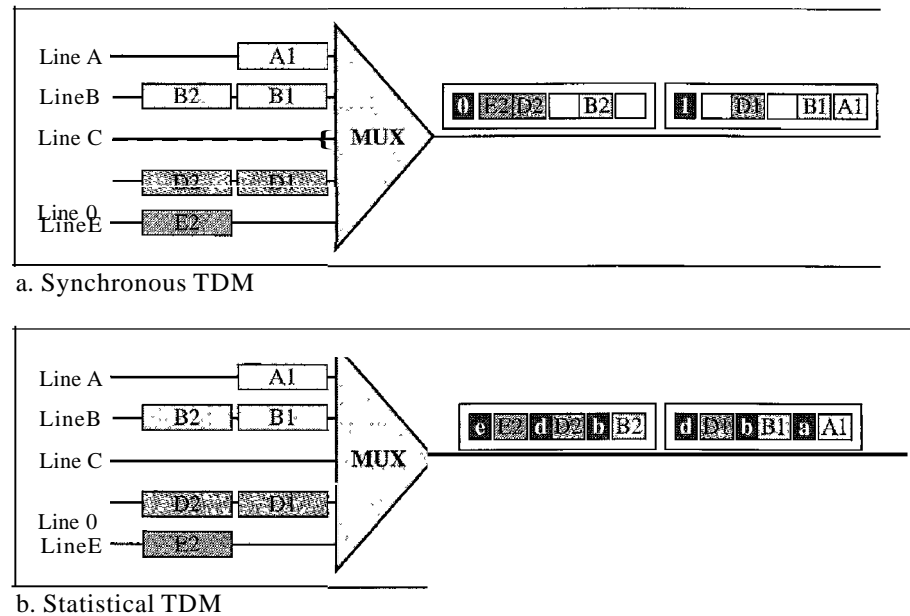 Line A A1
LineB B2 B1 0 E2 D2 B2 1 D1 B1 A1
Line C MUX
D2 D1
Line 0
LineE E2
a. Synchronous TDM
Line A A1
LineB B2 B1 e E2 d D2 b B2 d D1 b B1 a A1
Line C MUX
D2 D1
Line 0
LineE E2
b. Statistical TDM